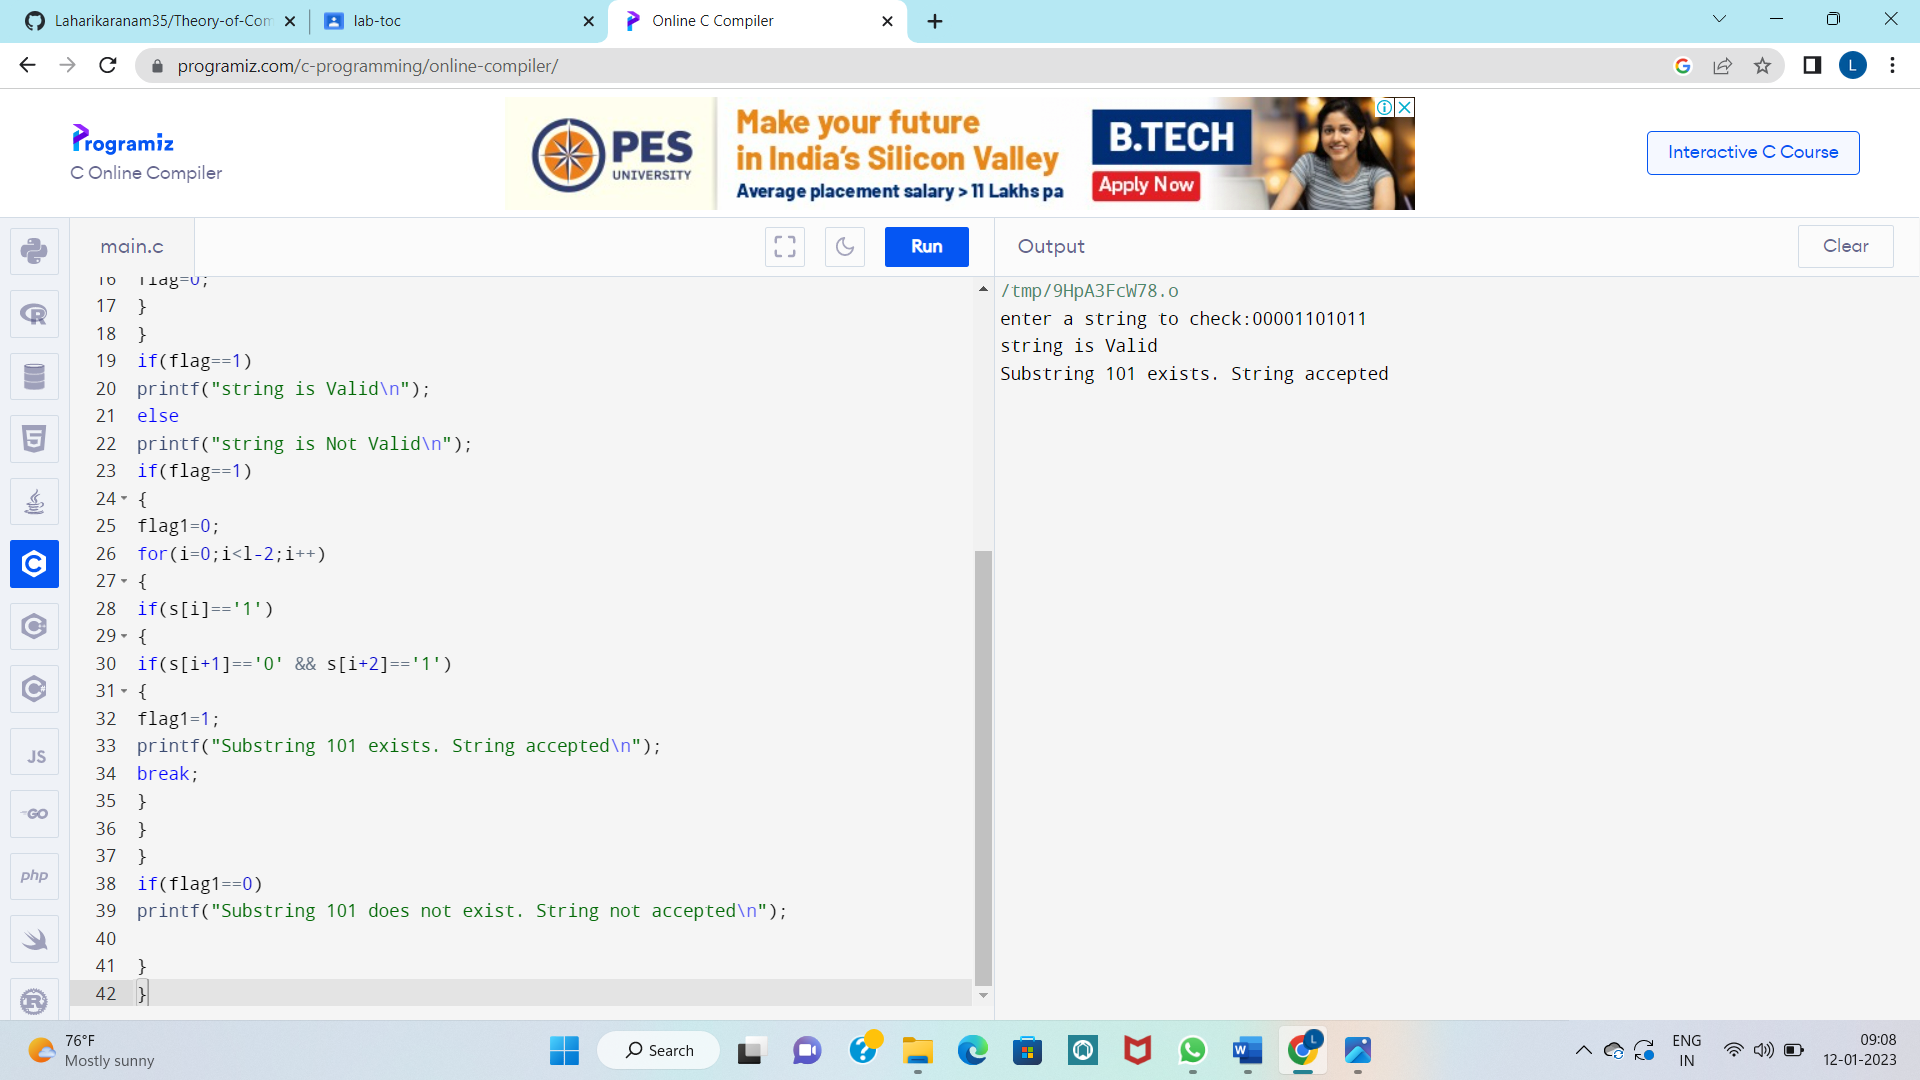 Laharikaranam35/Theory-of-Com
lab-toc
Online C Compiler
programiz.com/c-programming/online-compiler/
L
Programiz
C Online Compiler
PES
UNIVERSITY
Make your future
in India's Silicon Valley
Average placement salary > 11 Lakhs pa
B.TECH
Apply Now
Interactive C Course
main.c
Run
Output
Clear
16 flag=0;
17 }
18 }
19 if(flag==1)
20 printf("string is Valid\n");
21 else
22 printf("string is Not Valid\n");
23 if(flag==1)
24 {
25 flag1=0;
26 for(i=0;i<l-2;i++)
27 {
28 if(s[i]=='1')
29 {
30 if(s[i+1]=='0' && s[i+2]=='1')
31 {
32 flag1=1;
33 printf("Substring 101 exists. String accepted\n");
34 break;
35 }
36 }
37 }
38 if(flag1==0)
39 printf("Substring 101 does not exist. String not accepted\n");
40
41 }
42 }
/tmp/9HpA3FcW78.o
enter a string to check:00001101011
string is Valid
Substring 101 exists. String accepted
JS
GO
php
76°F
Mostly sunny
Search
L
ENG
IN
09:08
12-01-2023